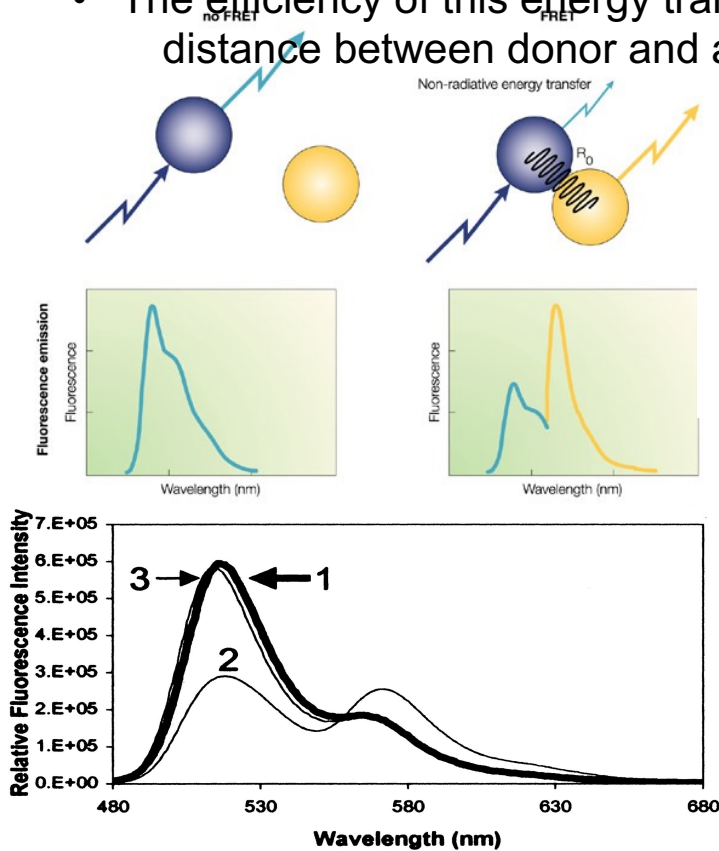 • The efficiency of this energy tran
distance between donor and a
no FRET
FRET
Non-radiative energy transfer
R0
Fluorescence emission
Fluorescence
Wavelength (nm)
Fluorescence
Wavelength (nm)
Relative Fluorescence Intensity
7.E+05
6.E+05
5.E+05
4.E+05
3.E+05
2.E+05
1.E+05
0.E+00
3
1
2
480 530 580 630 680
Wavelength (nm)